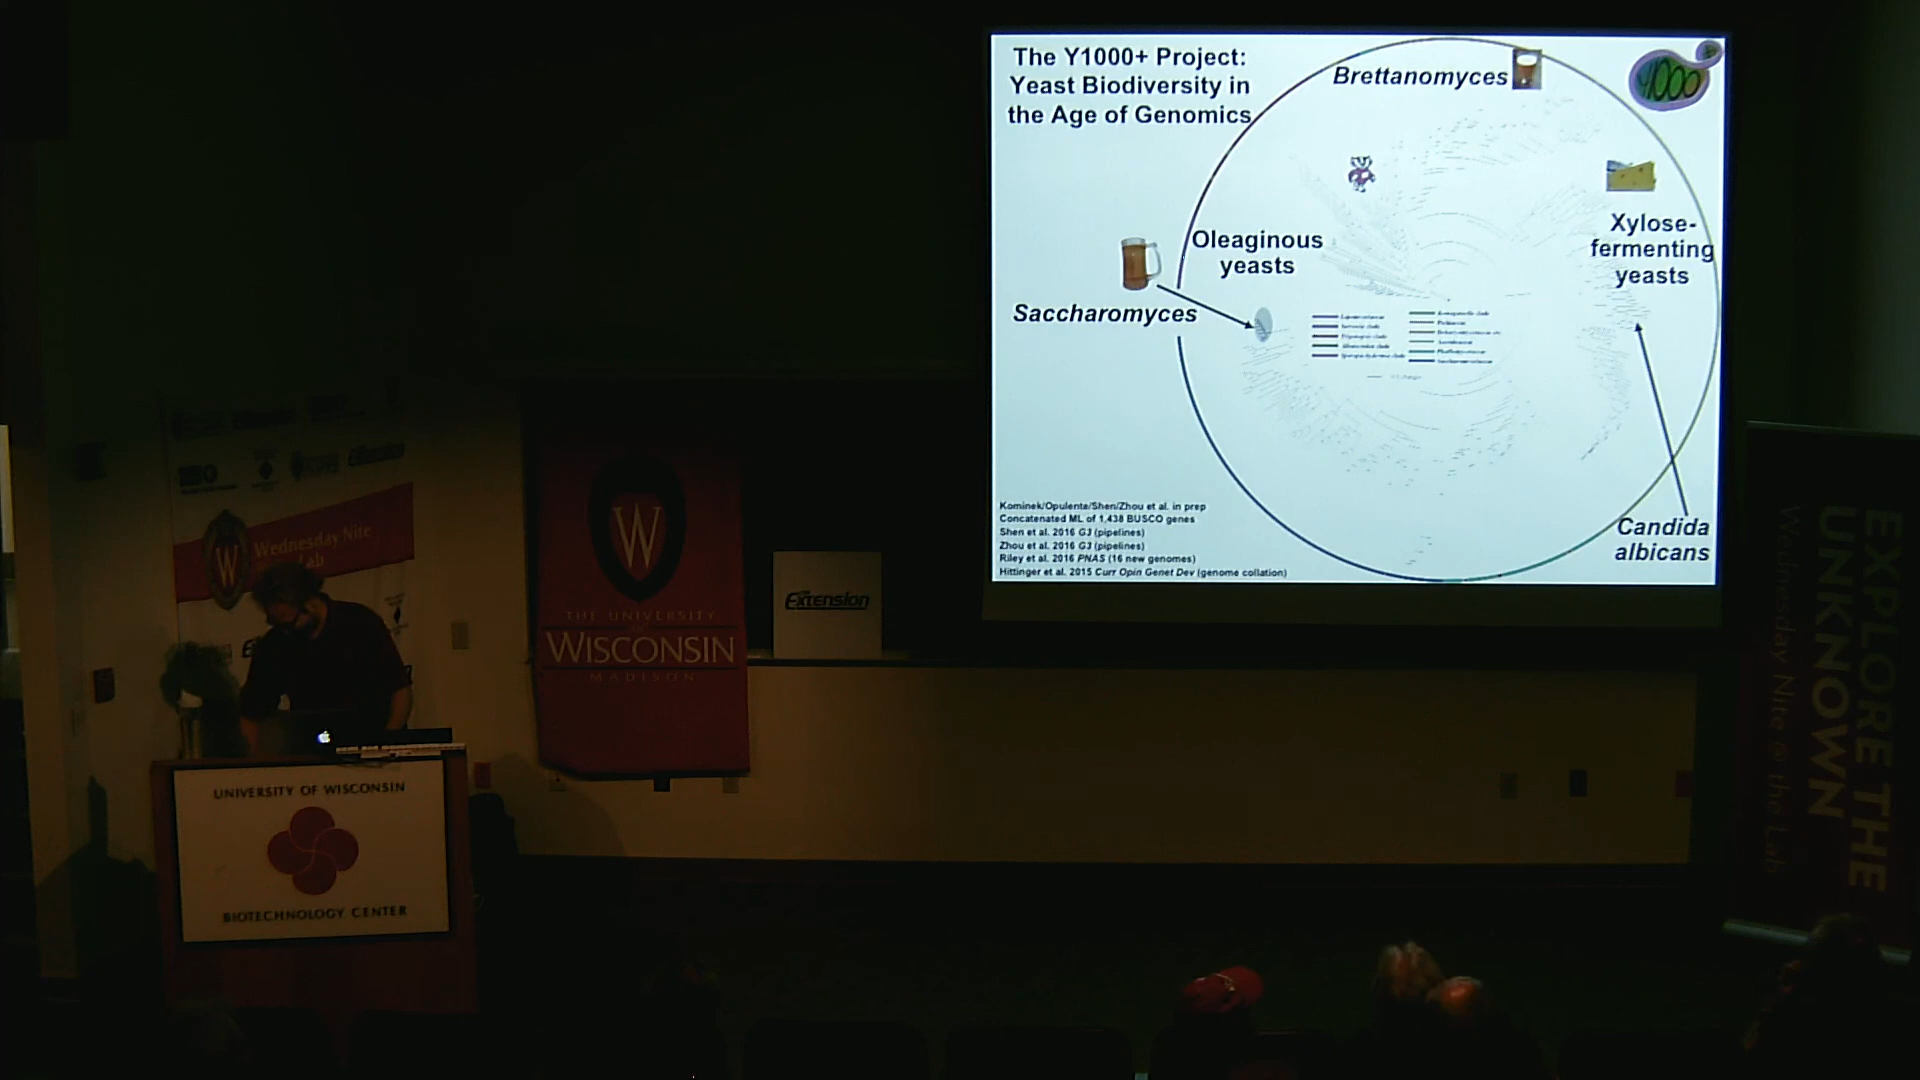 The Y1000+ Project:
Yeast Biodiversity in
the Age of Genomics
Brettanomyces
Y1000
Oleaginous
yeasts
Xylose-
fermenting
yeasts
Saccharomyces
Candida
albicans
Kominek/Opulente/Shen/Zhou et al. in prep
Concatenated ML of 1,438 BUSCO genes
Shen et al. 2016 G3 (pipelines)
Zhou et al. 2016 G3 (pipelines)
Riley et al. 2016 PNAS (16 new genomes)
Hittinger et al. 2015 Curr Opin Genet Dev (genome collation)
W
Wednesday Nite
Lab
W
THE UNIVERSITY
WISCONSIN
MADISON
Extension
UNIVERSITY OF WISCONSIN
BIOTECHNOLOGY CENTER
EXPLORE THE
UNKNOWN
Wednesday Nite @ the Lab